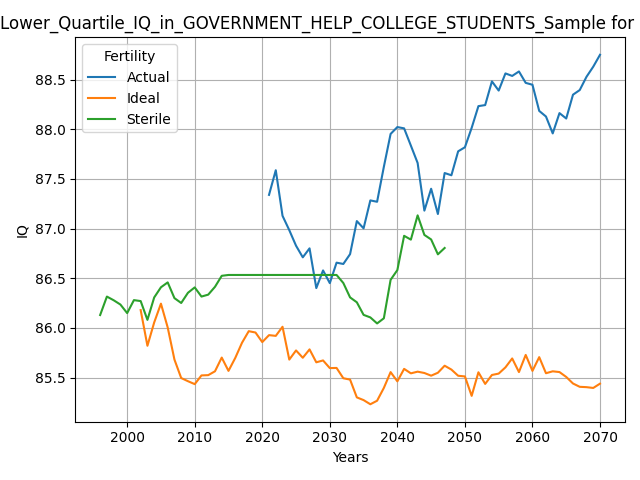 Lower_Quartile_IQ_in_GOVERNMENT_HELP_COLLEGE_STUDENTS_Sample for
Fertility
Actual
Ideal
Sterile
88.5
88.0
87.5
87.0
86.5
86.0
85.5
IQ
2000
2010
2020
2030
2040
2050
2060
2070
Years